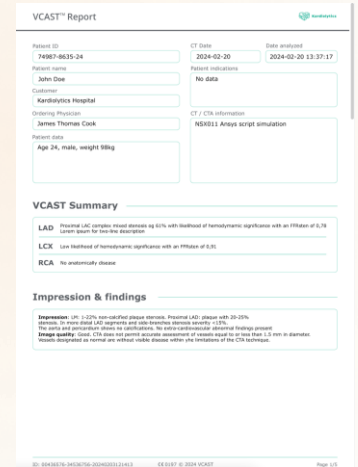 VCAST™ Report
Kardiolytics
Patient ID
74987-8635-24
CT Date
2024-02-20
Date analyzed
2024-02-20 13:37:17
Patient name
John Doe
Patient indications
No data
Customer
Kardiolytics Hospital
Ordering Physician
James Thomas Cook
CT / CTA information
NSX011 Ansys script simulation
Patient data
Age 24, male, weight 98kg
VCAST Summary
LAD Proximal LAC complex mixed stenosis og 61% with likelihood of hemodynamic significance with an FFRsten of 0,78
Lorem ipsum for two-line description
LCX Low likelihood of hemodynamic significance with an FFRsten of 0,91
RCA No anatomically disease
Impression & findings
Impression: LM: 1-22% non-calcified plaque stenosis. Proximal LAD: plaque with 20-25%
stenosis. In more distal LAD segments and side-branches stenosis severity <15%.
The aorta and pericardium shows no calcifications. No extra-cardiovascular abnormal findings present
Image quality: Good. CTA does not permit accurate assessment of vessels equal to or less than 1.5 mm in diameter.
Vessels designated as normal are without visible disease within the limitations of the CTA technique.
© 2024 VCAST
Page 1/5